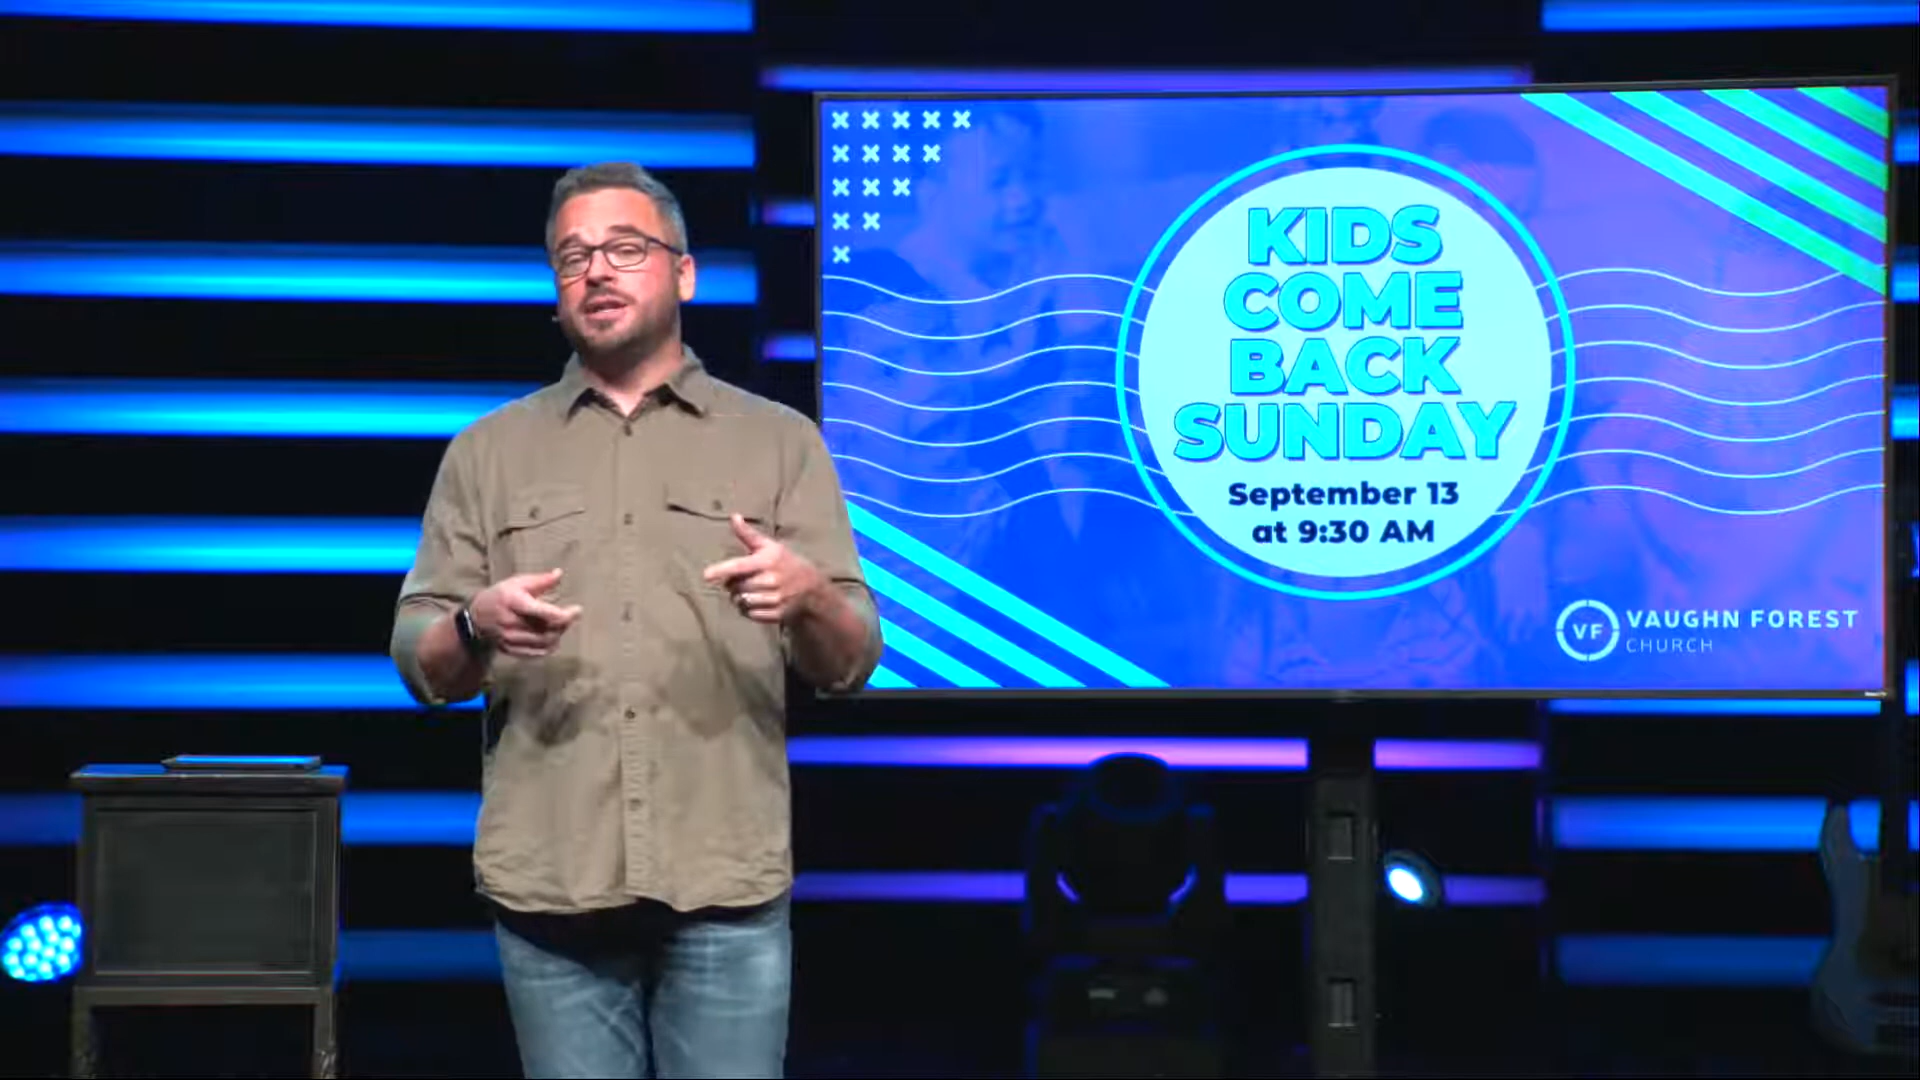 KIDS
COME
BACK
SUNDAY
September 13
at 9:30 AM
VF
VAUGHN FOREST
CHURCH